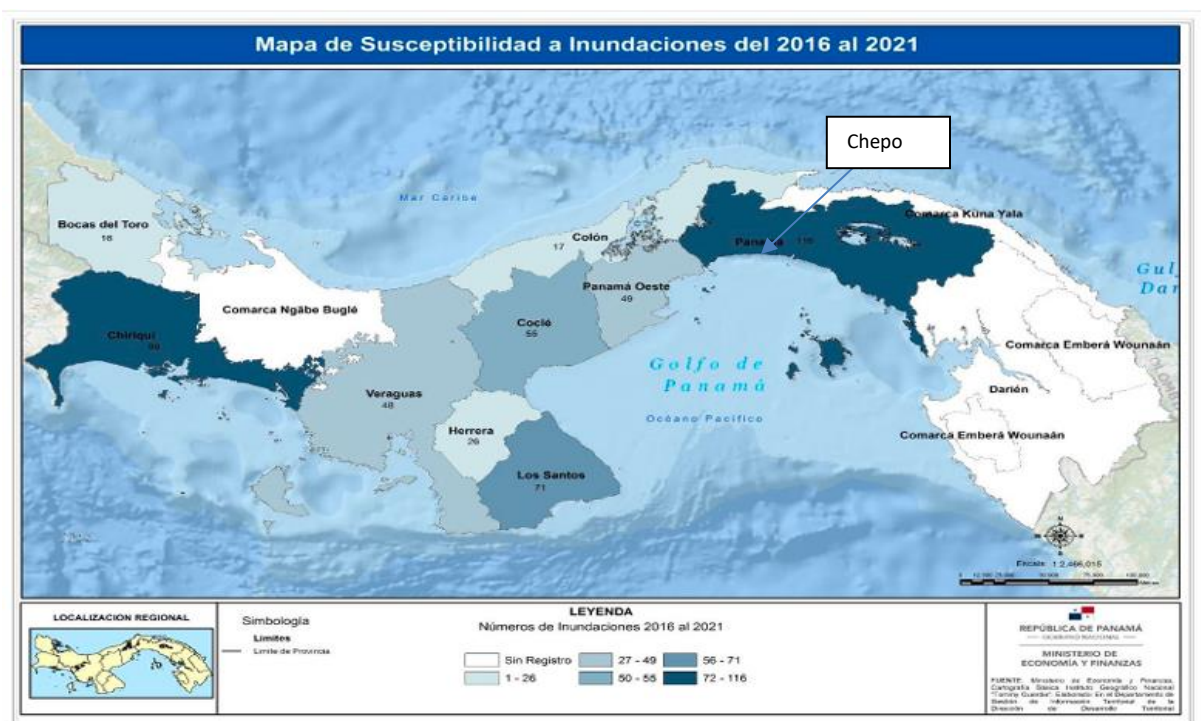 Mapa de Susceptibilidad a Inundaciones del 2016 al 2021
Chepo
Mar Caribe
Bocas del Toro
16
Comarca Kuna Yala
Colón
17
Panamá 116
Panamá Oeste
49
Comarca Ngäbe Buglé
Chiriquí
Coclé
55
Golfo de
Panamá
Océano Pacífico
Comarca Emberá Wounaán
Darién
Veraguas
48
Herrera
26
Comarca Emberá Wounaán
Los Santos
71
LOCALIZACION REGIONAL
Simbología
Limites
Limite de Provincia
LEYENDA
Números de Inundaciones 2016 al 2021
Sin Registro
27 - 49
56 - 71
1 - 26
50 - 55
72 - 116
REPÚBLICA DE PANAMÁ
GOBIERNO NACIONAL
MINISTERIO DE
ECONOMÍA Y FINANZAS